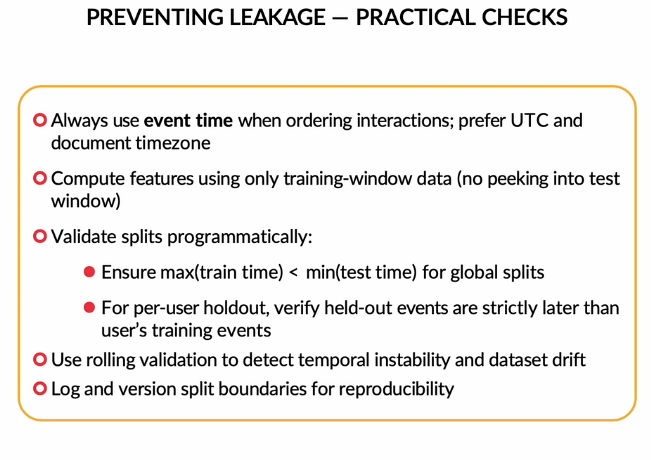 PREVENTING LEAKAGE — PRACTICAL CHECKS
Always use event time when ordering interactions; prefer UTC and
document timezone
Compute features using only training-window data (no peeking into test
window)
Validate splits programmatically:
Ensure max(train time) < min(test time) for global splits
For per-user holdout, verify held-out events are strictly later than
user's training events
Use rolling validation to detect temporal instability and dataset drift
Log and version split boundaries for reproducibility